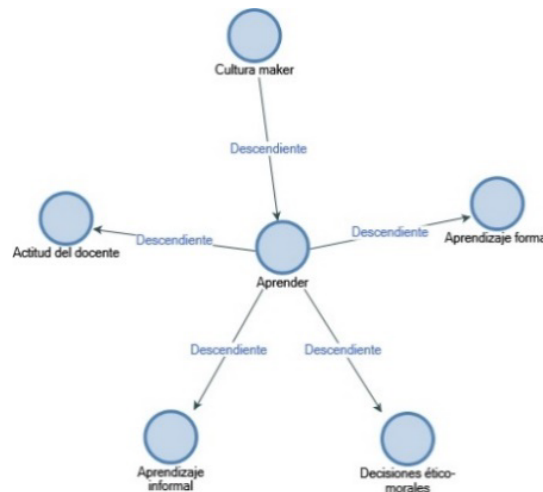 Cultura maker
Descendiente
Actitud del docente
Descendiente
Descendiente
Aprendizaje forma
Aprender
Descendiente
Descendiente
Aprendizaje
informal
Decisiones ético-
morales